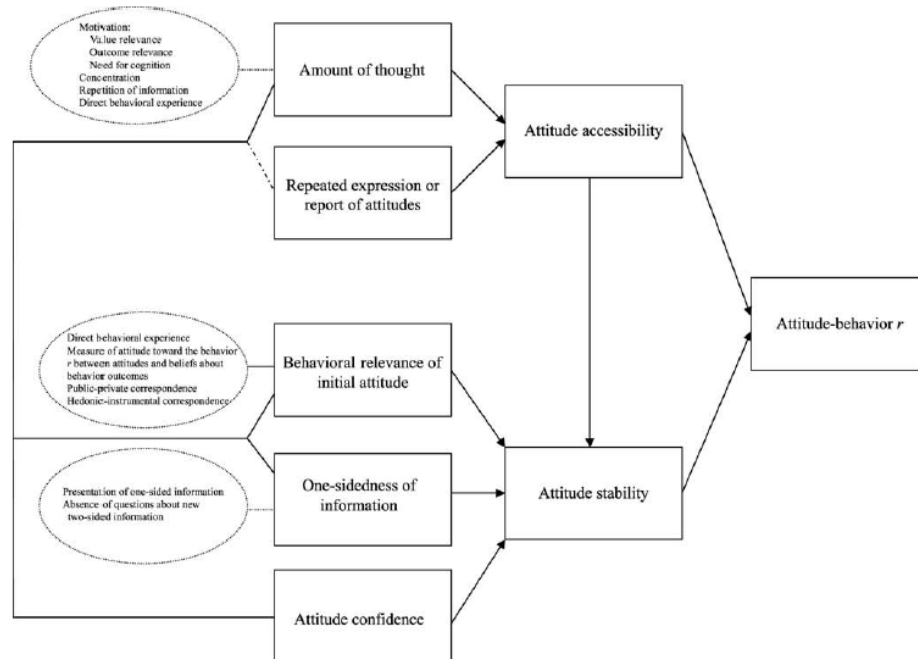 Motivation:
Value relevance
Outcome relevance
Need for cognition
Concentration
Repetition of information
Direct behavioral experience
Amount of thought
Repeated expression or
report of attitudes
Attitude accessibility
Direct behavioral experience
Measure of attitude toward the behavior
r between attitudes and beliefs about
behavior outcomes
Public-private correspondence
Hedonic-instrumental correspondence
Behavioral relevance of
initial attitude
Attitude-behavior r
Presentation of one-sided information
Absence of questions about new
two-sided information
One-sidedness of
information
Attitude stability
Attitude confidence